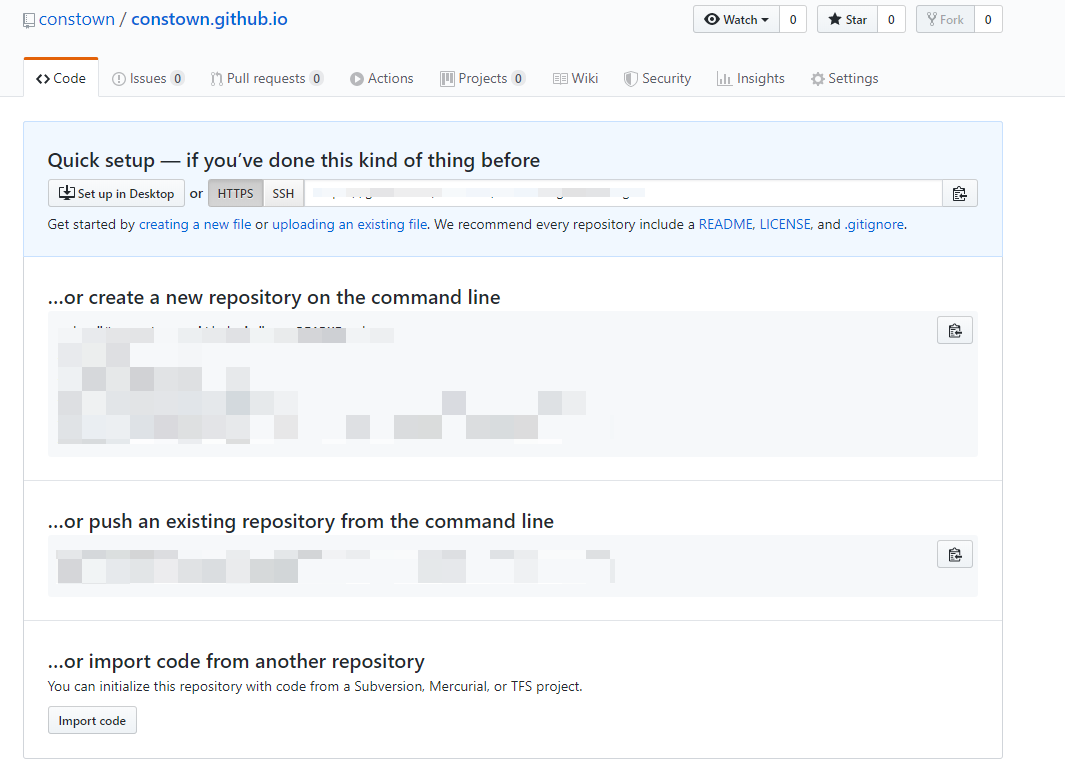 constown / constown.github.io
Watch 0 Star 0 Fork 0
Code Issues 0 Pull requests 0 Actions Projects 0 Wiki Security Insights Settings
Quick setup — if you’ve done this kind of thing before
Set up in Desktop or HTTPS SSH
Get started by creating a new file or uploading an existing file. We recommend every repository include a README, LICENSE, and .gitignore.
…or create a new repository on the command line
…or push an existing repository from the command line
…or import code from another repository
You can initialize this repository with code from a Subversion, Mercurial, or TFS project.
Import code